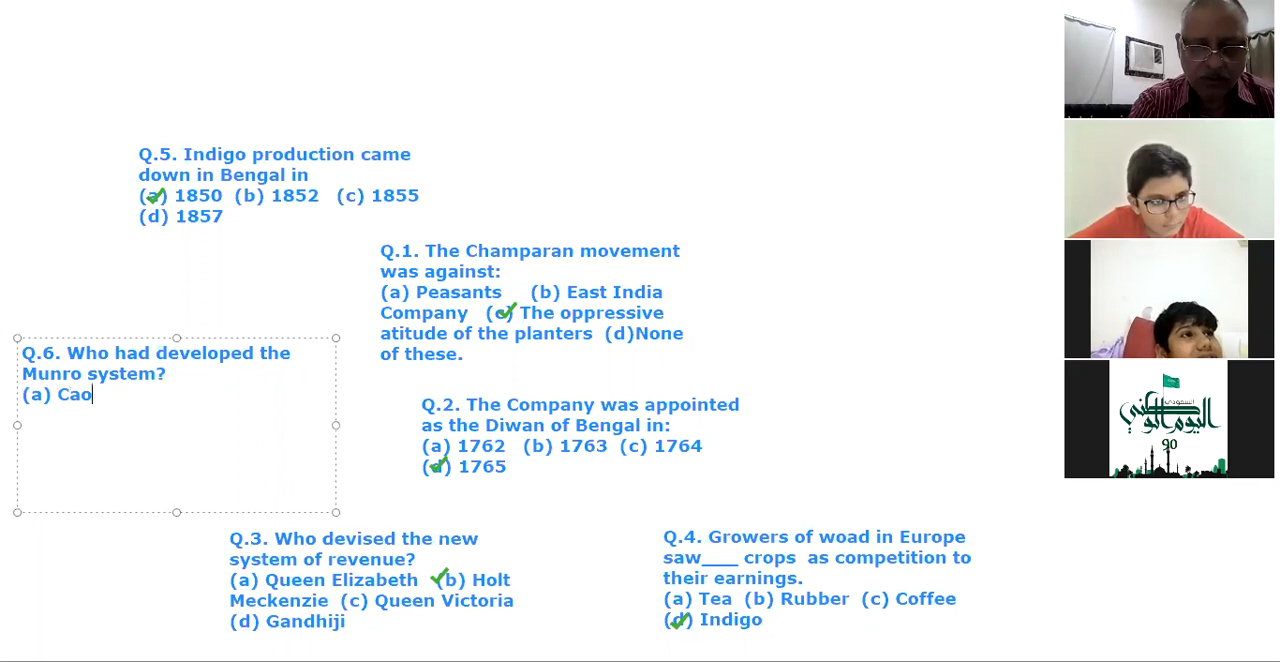 Q.5. Indigo production came
down in Bengal in
(a) 1850 (b) 1852 (c) 1855
(d) 1857
Q.1. The Champaran movement
was against:
(a) Peasants (b) East India
Company (c) The oppressive
atitude of the planters (d)None
of these.
Q.6. Who had developed the
Munro system?
(a) Cao
Q.2. The Company was appointed
as the Diwan of Bengal in:
(a) 1762 (b) 1763 (c) 1764
(d) 1765
Q.3. Who devised the new
system of revenue?
(a) Queen Elizabeth (b) Holt
Meckenzie (c) Queen Victoria
(d) Gandhiji
Q.4. Growers of woad in Europe
saw___ crops as competition to
their earnings.
(a) Tea (b) Rubber (c) Coffee
(d) Indigo
السعودي
اليوم الوطني
90